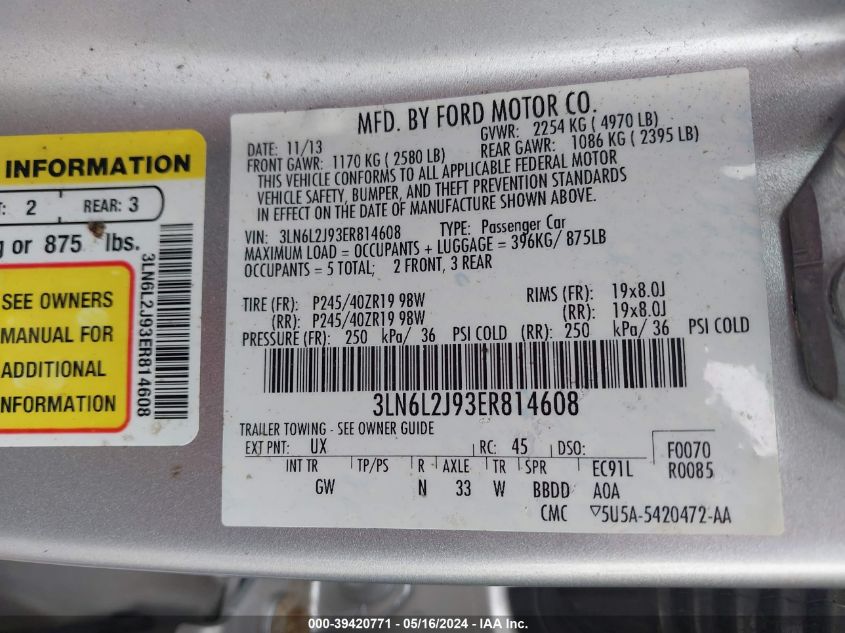 INFORMATION
2 REAR: 3
or 875 lbs.
SEE OWNERS
MANUAL FOR
ADDITIONAL
INFORMATION
3LN6L2J93ER814608
MFD. BY FORD MOTOR CO.
DATE: 11/13 GVWR: 2254 KG ( 4970 LB)
FRONT GAWR: 1170 KG ( 2580 LB) REAR GAWR: 1086 KG ( 2395 LB)
THIS VEHICLE CONFORMS TO ALL APPLICABLE FEDERAL MOTOR
VEHICLE SAFETY, BUMPER, AND THEFT PREVENTION STANDARDS
IN EFFECT ON THE DATE OF MANUFACTURE SHOWN ABOVE.
VIN: 3LN6L2J93ER814608 TYPE: Passenger Car
MAXIMUM LOAD = OCCUPANTS + LUGGAGE = 396KG/ 875LB
OCCUPANTS = 5 TOTAL; 2 FRONT, 3 REAR
TIRE (FR): P245/40ZR19 98W RIMS (FR): 19x8.0J
(RR): P245/40ZR19 98W (RR): 19x8.0J
PRESSURE (FR): 250 kPa/ 36 PSI COLD (RR): 250 kPa/ 36 PSI COLD
3LN6L2J93ER814608
TRAILER TOWING - SEE OWNER GUIDE
EXT PNT: UX RC: 45 DSO: F0070
INT TR TP/PS R AXLE TR SPR EC91L R0085
GW N 33 W BBDD A0A
CMC ▽5U5A-5420472-AA
000-39420771 - 05/16/2024 - IAAI.com